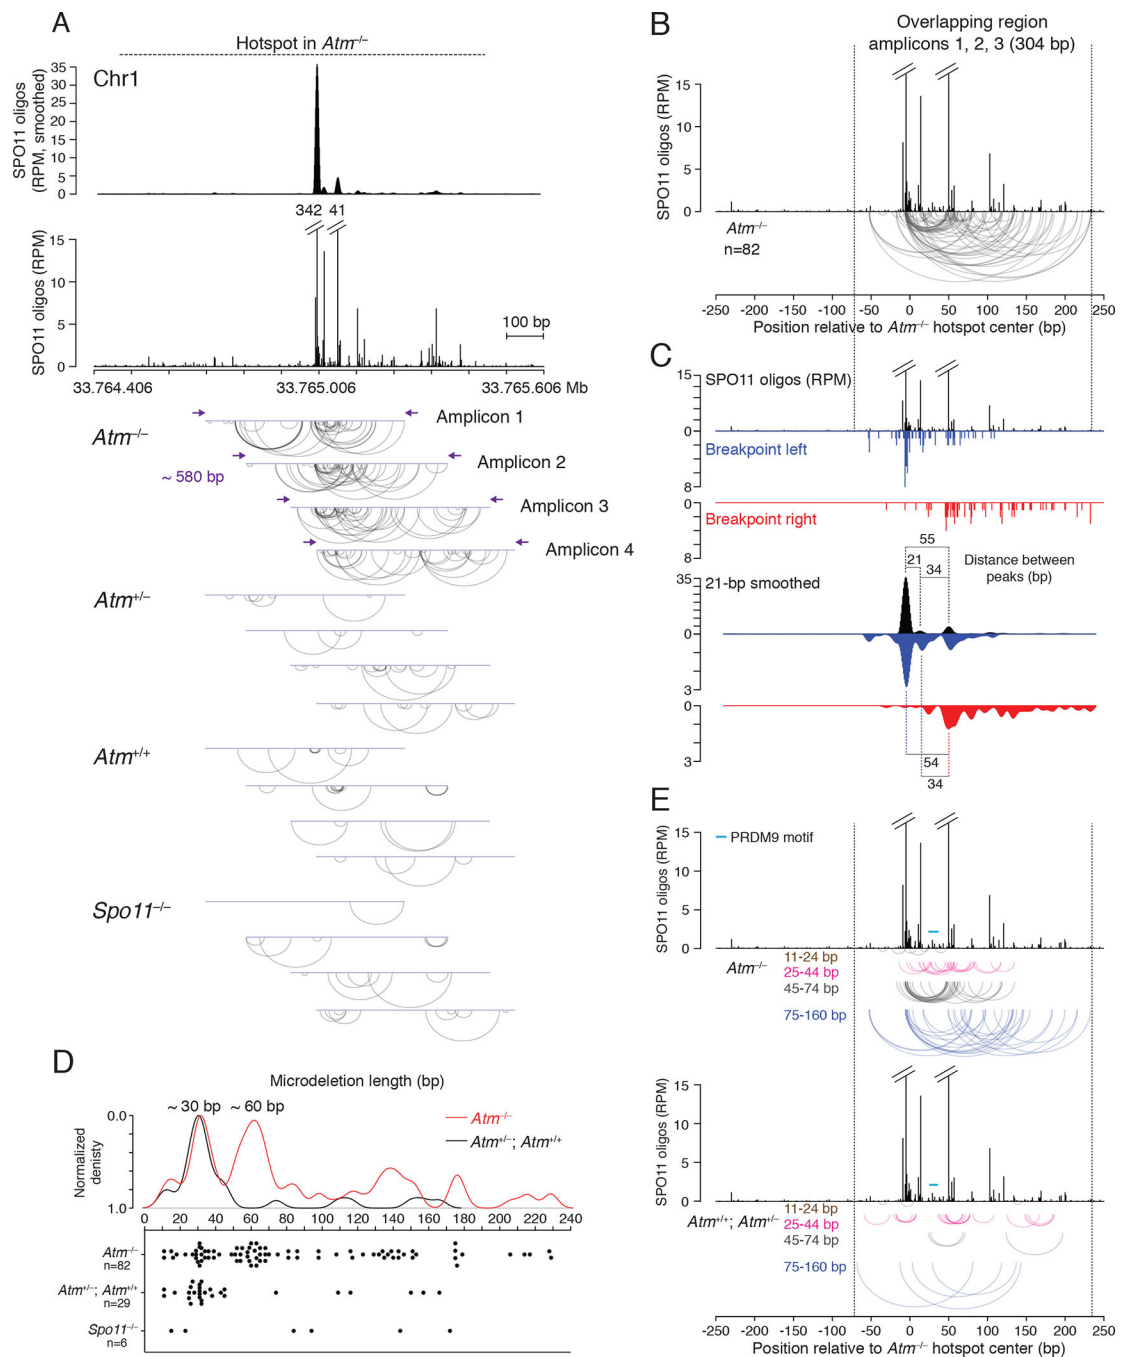 A
Hotspot in Atm–/–
Chr1
SPO11 oligos
(RPM, smoothed)
35
30
25
20
15
10
5
0
342 41
SPO11 oligos (RPM)
15
10
5
0
100 bp
33.764.406 33.765.006 33.765.606 Mb
Atm–/–
Amplicon 1
~ 580 bp
Amplicon 2
Amplicon 3
Amplicon 4
Atm+/–
Atm+/+
Spo11–/–
B
Overlapping region
amplicons 1, 2, 3 (304 bp)
SPO11 oligos (RPM)
15
10
5
0
Atm–/–
n=82
-250 -200 -150 -100 -50 0 50 100 150 200 250
Position relative to Atm–/– hotspot center (bp)
C
15
SPO11 oligos (RPM)
0
Breakpoint left
8
0
Breakpoint right
8
55
21
34
Distance between
peaks (bp)
35
21-bp smoothed
0
3
0
3
54
34
D
Microdeletion length (bp)
~ 30 bp ~ 60 bp
Atm–/–
Atm+/–; Atm+/+
Normalized
denisty
0.0
1.0
0 20 40 60 80 100 120 140 160 180 200 220 240
Atm–/–
n=82
Atm+/–; Atm+/+
n=29
Spo11–/–
n=6
E
SPO11 oligos (RPM)
15
10
5
0
PRDM9 motif
Atm–/–
11-24 bp
25-44 bp
45-74 bp
75-160 bp
SPO11 oligos (RPM)
15
10
5
0
Atm+/+; Atm+/–
11-24 bp
25-44 bp
45-74 bp
75-160 bp
-250 -200 -150 -100 -50 0 50 100 150 200 250
Position relative to Atm–/– hotspot center (bp)